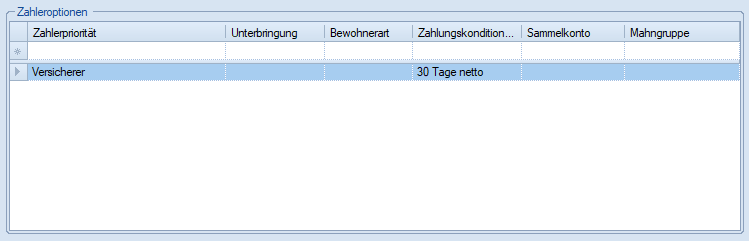 Zahleroptionen
Zahlerpriorität Unterbringung Bewohnerart Zahlungskondition... Sammelkonto Mahngruppe
Versicherer 30 Tage netto